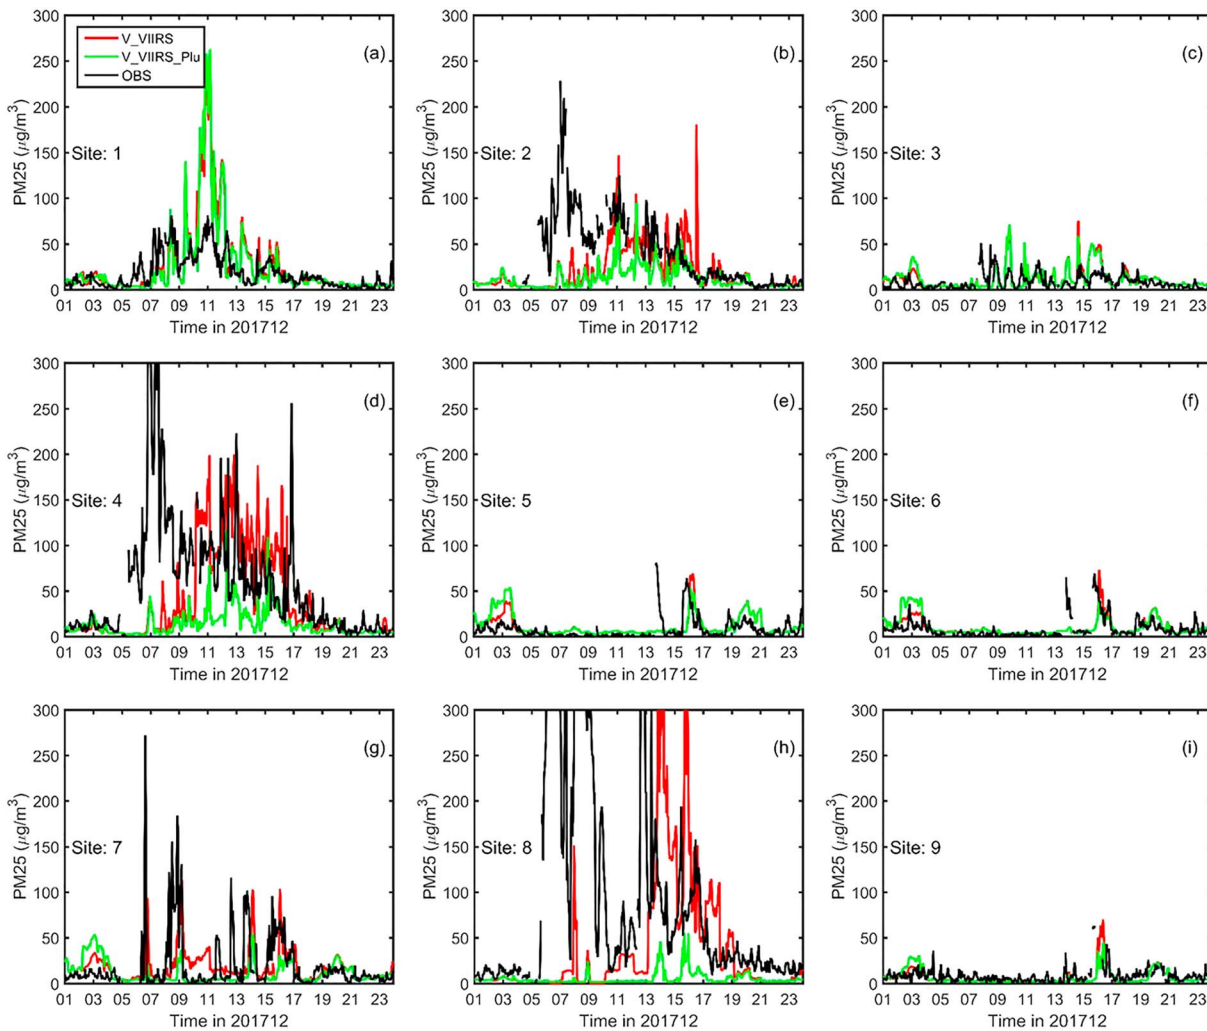 V_VIIRS
V_VIIRS_Plu
OBS
(a)
Site: 1
PM25 (μg/m³)
300
250
200
150
100
50
0
01 03 05 07 09 11 13 15 17 19 21 23
Time in 201712
(b)
Site: 2
PM25 (μg/m³)
300
250
200
150
100
50
0
01 03 05 07 09 11 13 15 17 19 21 23
Time in 201712
(c)
Site: 3
PM25 (μg/m³)
300
250
200
150
100
50
0
01 03 05 07 09 11 13 15 17 19 21 23
Time in 201712
(d)
Site: 4
PM25 (μg/m³)
300
250
200
150
100
50
0
01 03 05 07 09 11 13 15 17 19 21 23
Time in 201712
(e)
Site: 5
PM25 (μg/m³)
300
250
200
150
100
50
0
01 03 05 07 09 11 13 15 17 19 21 23
Time in 201712
(f)
Site: 6
PM25 (μg/m³)
300
250
200
150
100
50
0
01 03 05 07 09 11 13 15 17 19 21 23
Time in 201712
(g)
Site: 7
PM25 (μg/m³)
300
250
200
150
100
50
0
01 03 05 07 09 11 13 15 17 19 21 23
Time in 201712
(h)
Site: 8
PM25 (μg/m³)
300
250
200
150
100
50
0
01 03 05 07 09 11 13 15 17 19 21 23
Time in 201712
(i)
Site: 9
PM25 (μg/m³)
300
250
200
150
100
50
0
01 03 05 07 09 11 13 15 17 19 21 23
Time in 201712